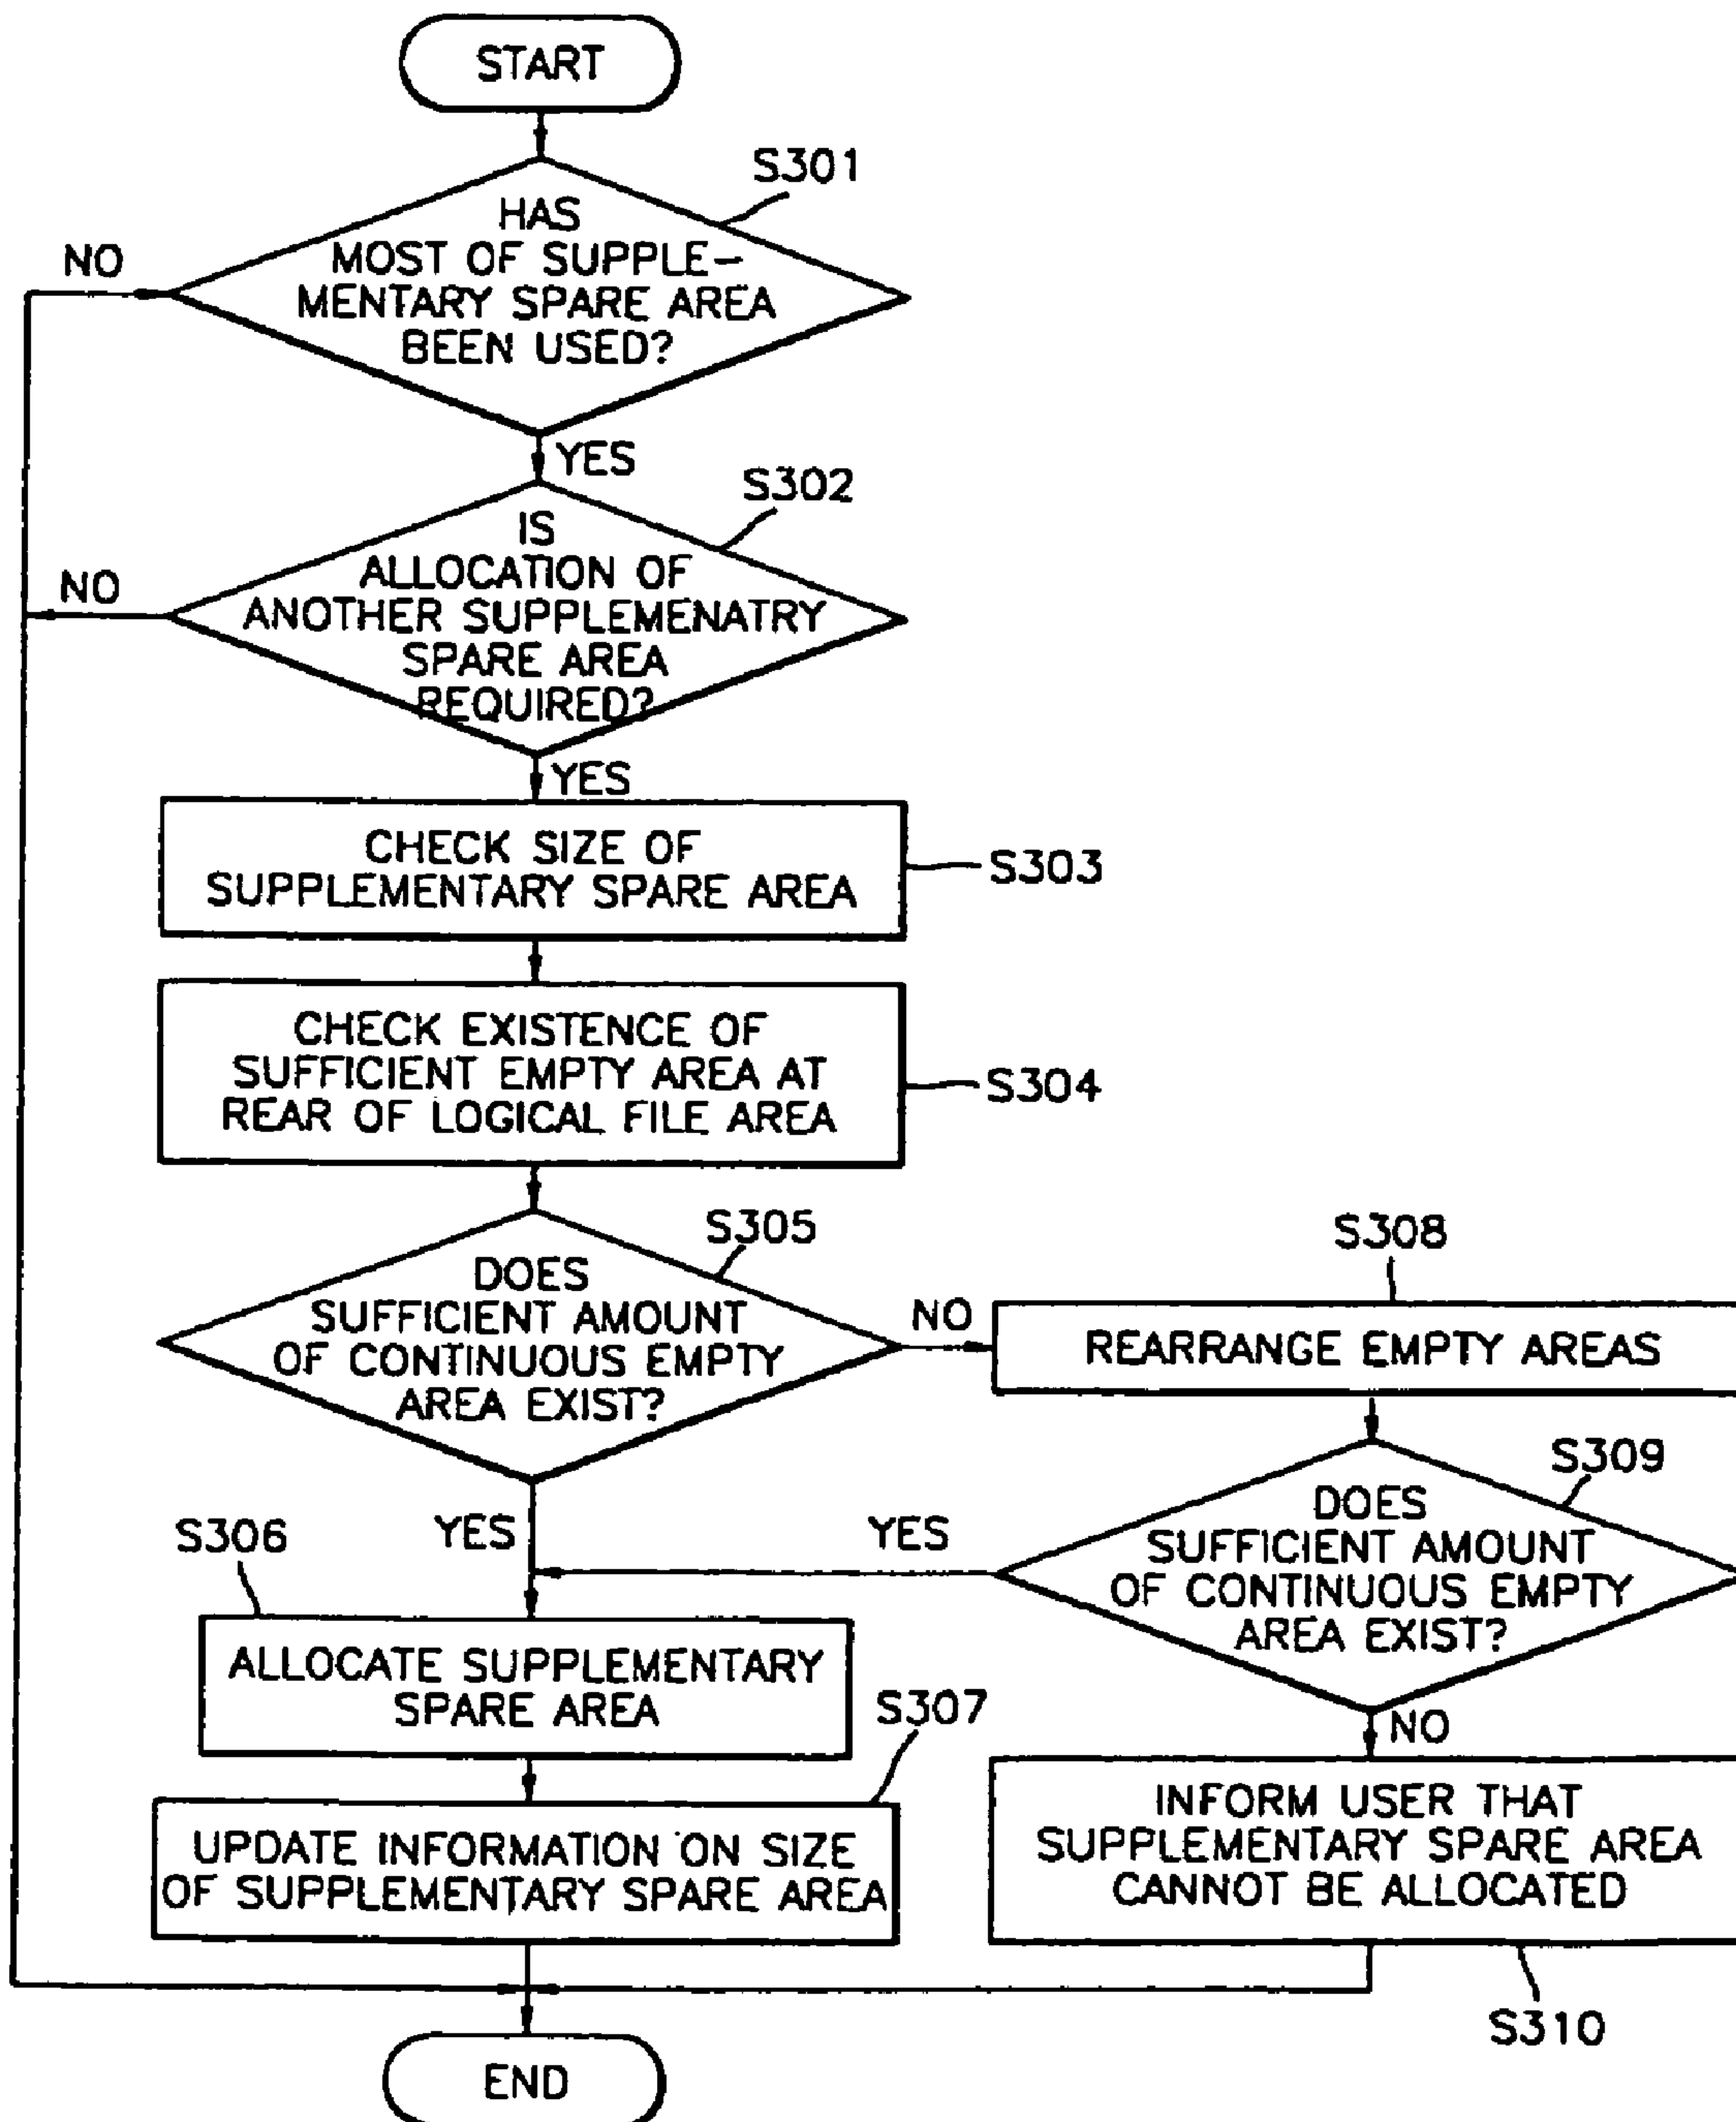 START
S301
HAS
MOST OF SUPPLE-
MENTARY SPARE AREA
BEEN USED?
NO
YES
S302
IS
ALLOCATION OF
ANOTHER SUPPLEMENATRY
SPARE AREA
REQUIRED?
NO
YES
CHECK SIZE OF
SUPPLEMENTARY SPARE AREA
S303
CHECK EXISTENCE OF
SUFFICIENT EMPTY AREA AT
REAR OF LOGICAL FILE AREA
S304
S305
DOES
SUFFICIENT AMOUNT
OF CONTINUOUS EMPTY
AREA EXIST?
NO
YES
S308
REARRANGE EMPTY AREAS
S309
DOES
SUFFICIENT AMOUNT
OF CONTINUOUS EMPTY
AREA EXIST?
YES
NO
S306
ALLOCATE SUPPLEMENTARY
SPARE AREA
S307
UPDATE INFORMATION ON SIZE
OF SUPPLEMENTARY SPARE AREA
INFORM USER THAT
SUPPLEMENTARY SPARE AREA
CANNOT BE ALLOCATED
S310
END